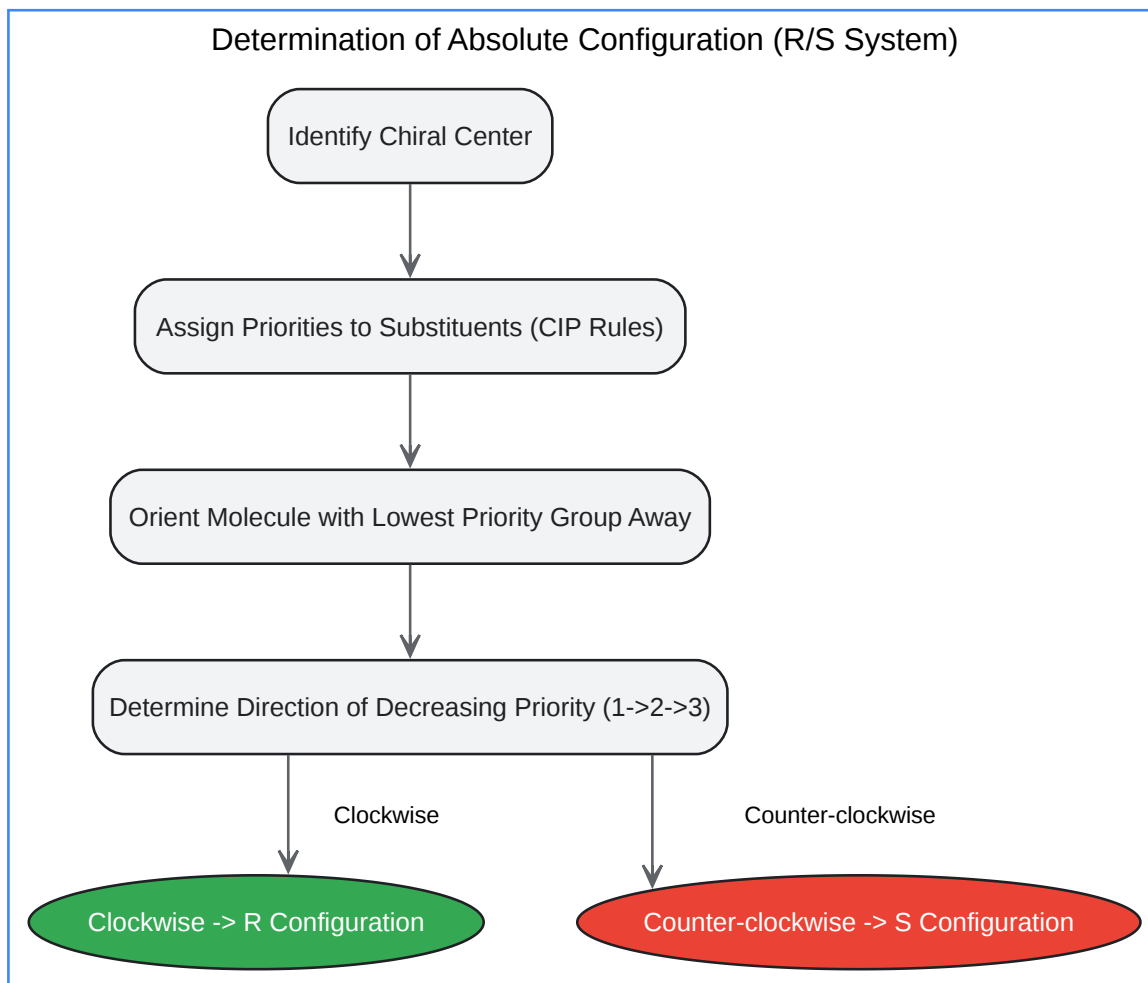 Determination of Absolute Configuration (R/S System)
Identify Chiral Center
Assign Priorities to Substituents (CIP Rules)
Orient Molecule with Lowest Priority Group Away
Determine Direction of Decreasing Priority (1->2->3)
Clockwise
Counter-clockwise
Clockwise -> R Configuration
Counter-clockwise -> S Configuration